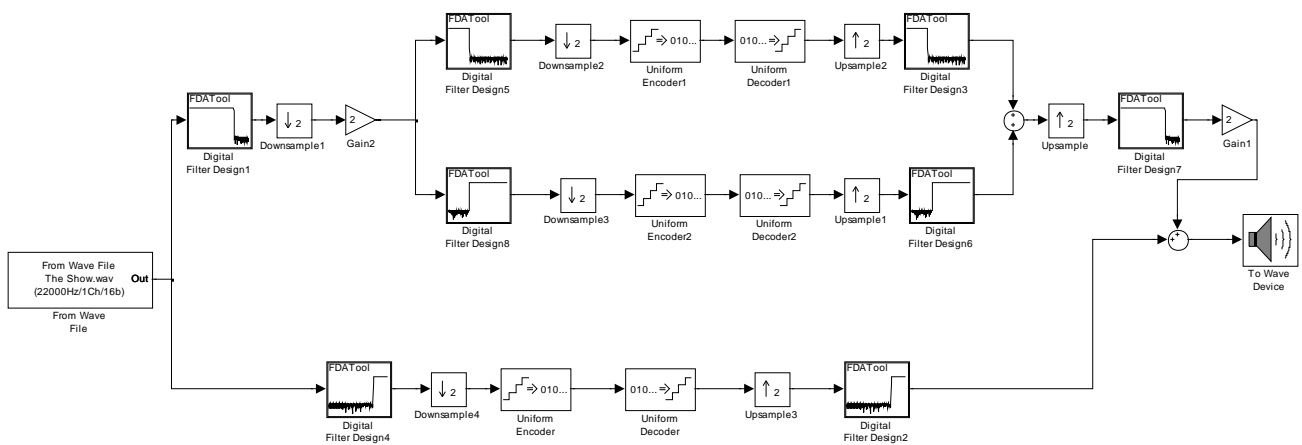 FDATool
Digital
Filter Design5
2
Downsample2
010...
Uniform
Encoder1
010...
Uniform
Decoder1
2
Upsample2
FDATool
Digital
Filter Design3
FDATool
Digital
Filter Design1
2
Downsample1
2
Gain2
+
+
2
Upsample
FDATool
Digital
Filter Design7
2
Gain1
FDATool
Digital
Filter Design8
2
Downsample3
010...
Uniform
Encoder2
010...
Uniform
Decoder2
2
Upsample1
FDATool
Digital
Filter Design6
+
+
To Wave
Device
From Wave File
The Show.wav
(22000Hz/1Ch/16b)
Out
From Wave
File
FDATool
Digital
Filter Design4
2
Downsample4
010...
Uniform
Encoder
010...
Uniform
Decoder
2
Upsample3
FDATool
Digital
Filter Design2